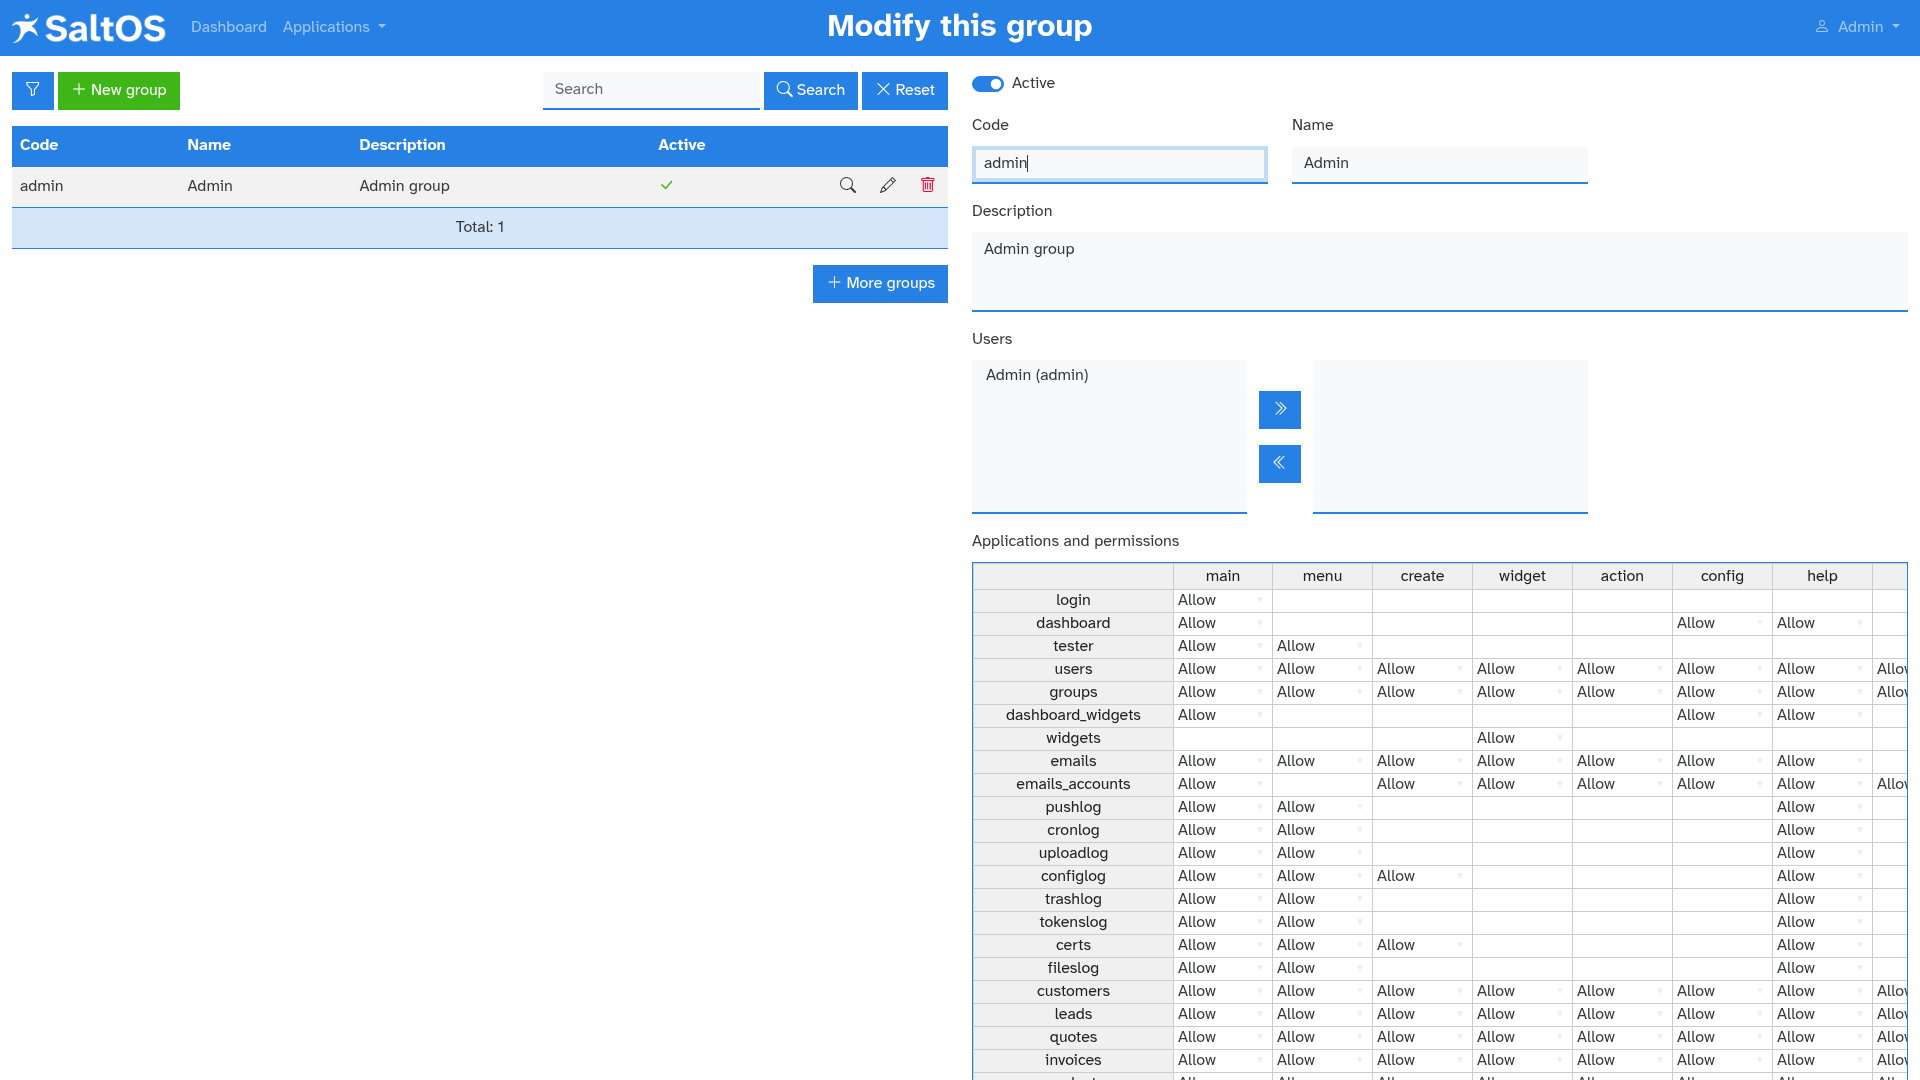 SaltOS Dashboard Applications Modify this group Admin
New group Search Search Reset
Code Name Description Active
admin Admin Admin group
Total: 1
More groups
Active
Code Name
admin Admin
Description
Admin group
Users
Admin (admin)
Applications and permissions
main menu create widget action config help
login Allow
dashboard Allow Allow Allow
tester Allow Allow
users Allow Allow Allow Allow Allow Allow Allow
groups Allow Allow Allow Allow Allow Allow Allow
dashboard_widgets Allow Allow Allow
widgets Allow
emails Allow Allow Allow Allow Allow Allow Allow
emails_accounts Allow Allow Allow Allow Allow Allow
pushlog Allow Allow Allow
cronlog Allow Allow Allow
uploadlog Allow Allow Allow
configlog Allow Allow Allow Allow
trashlog Allow Allow Allow
tokenslog Allow Allow Allow
certs Allow Allow Allow Allow
fileslog Allow Allow Allow
customers Allow Allow Allow Allow Allow Allow Allow
leads Allow Allow Allow Allow Allow Allow Allow
quotes Allow Allow Allow Allow Allow Allow Allow
invoices Allow Allow Allow Allow Allow Allow Allow